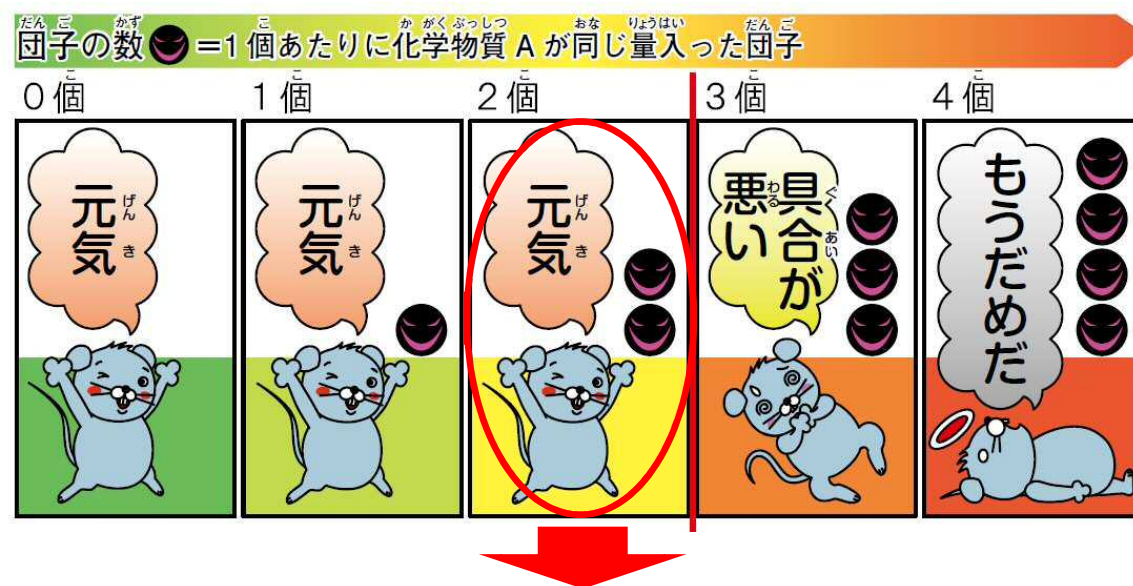 団子の数 =1個あたりに化学物質Aが同じ量入った団子
0個
1個
2個
3個
4個
元気
元気
元気
具合が
悪い
もうだめだ